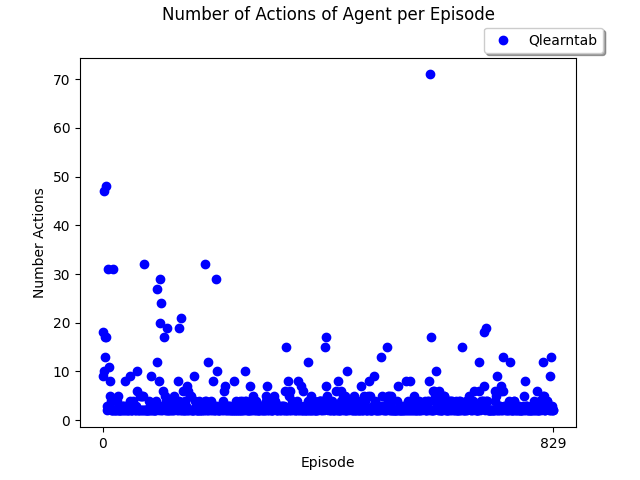 Number of Actions of Agent per Episode
Qlearntab
70
60
50
40
30
20
10
0
Number Actions
0 829
Episode